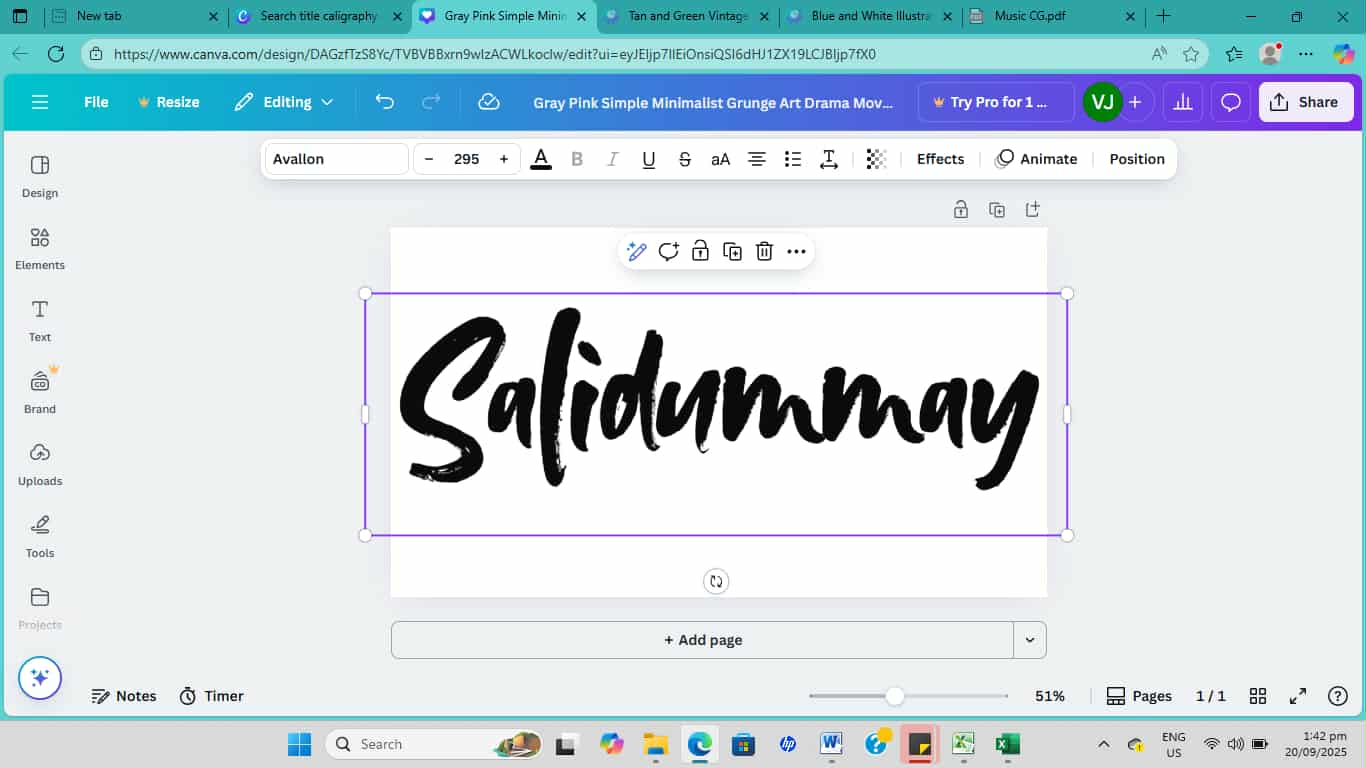 New tab
Search title caligraphy
Gray Pink Simple Minin
Tan and Green Vintage
Blue and White Illustra
Music CG.pdf
https://www.canva.com/design/DAGzfTzS8Yc/TVBVBBxrn9wIzACWLkoclw/edit?ui=eyJEIjp7IlEiOnsiQSI6dHJ1ZX19LCJBIjp7fX0
File
Resize
Editing
Gray Pink Simple Minimalist Grunge Art Drama Mov...
Try Pro for 1 ...
VJ
Share
Avallon
– 295 +
A B I U S aA
Effects
Animate
Position
Design
Elements
Text
Brand
Uploads
Tools
Projects
Salidummay
+ Add page
Notes
Timer
51%
Pages
1 / 1
Search
ENG
US
1:42 pm
20/09/2025